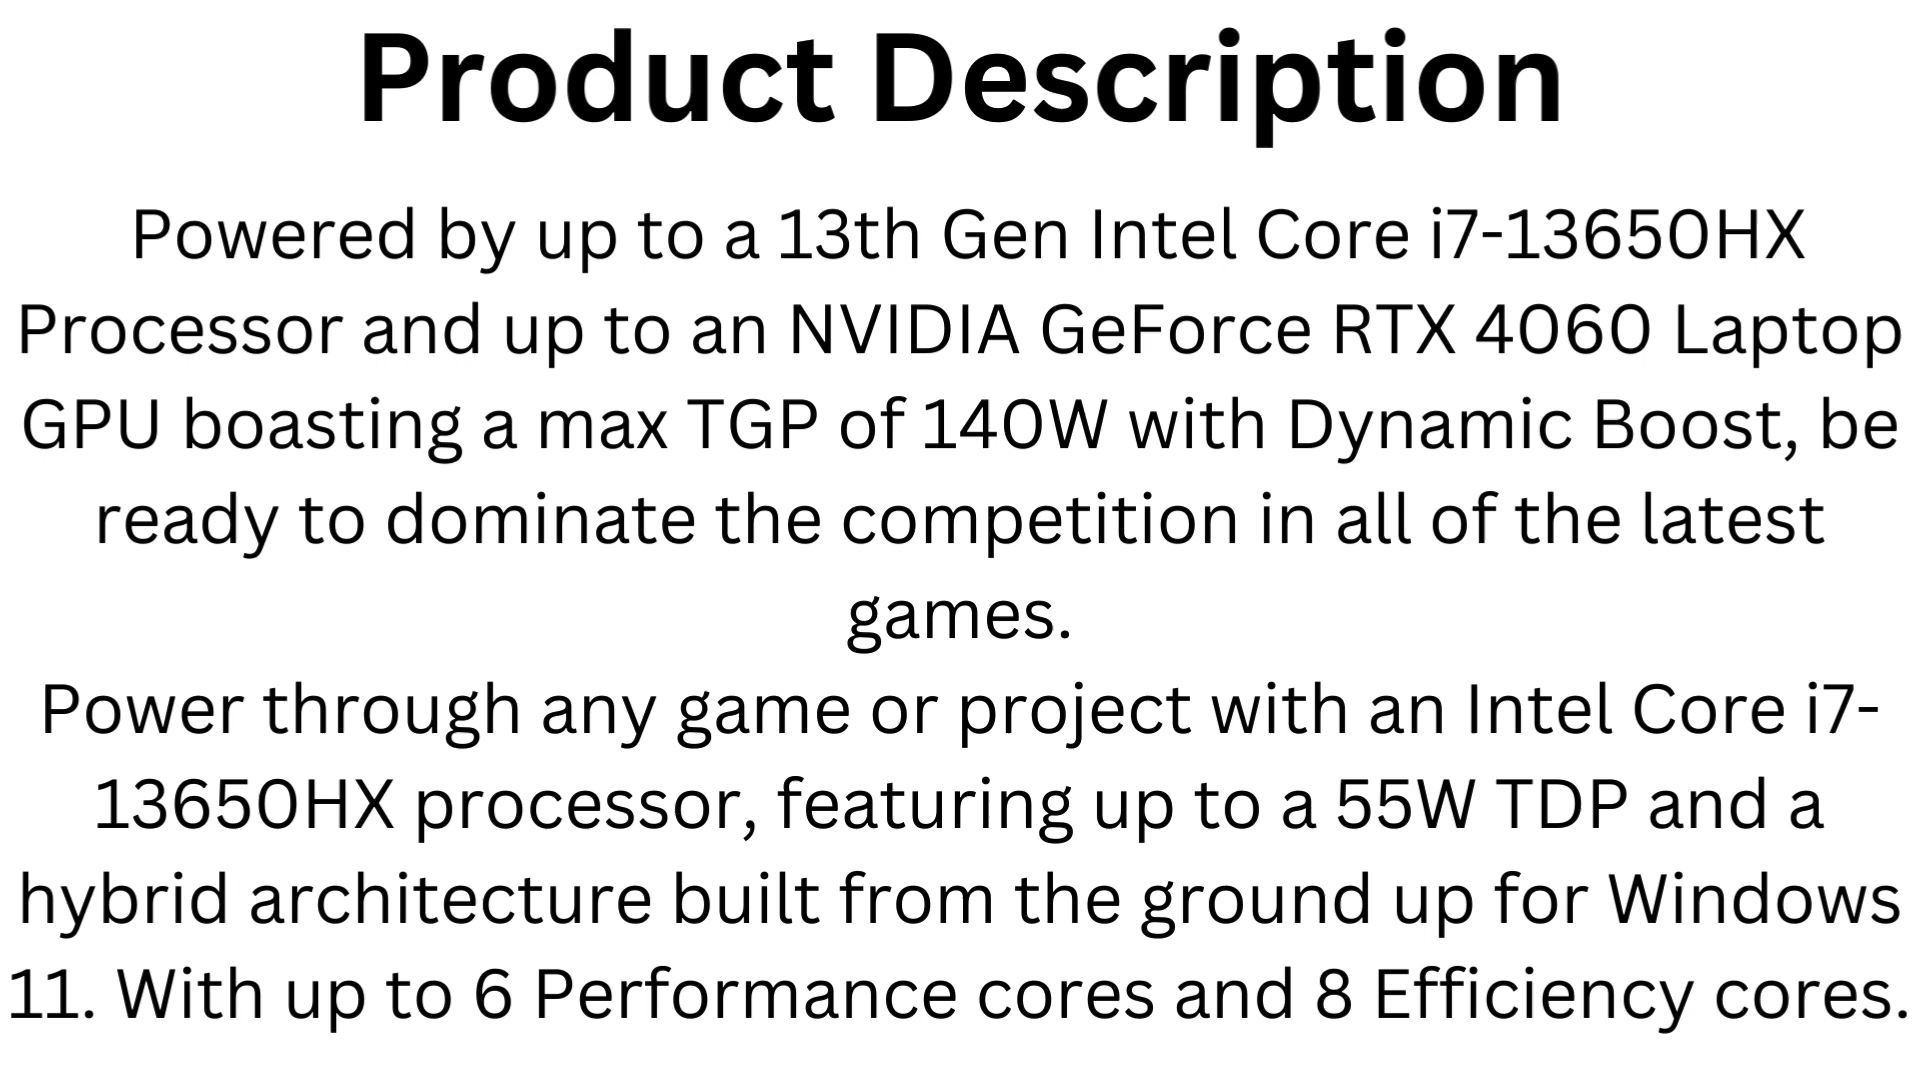 Product Description
Powered by up to a 13th Gen Intel Core i7-13650HX
Processor and up to an NVIDIA GeForce RTX 4060 Laptop
GPU boasting a max TGP of 140W with Dynamic Boost, be
ready to dominate the competition in all of the latest
games.
Power through any game or project with an Intel Core i7-
13650HX processor, featuring up to a 55W TDP and a
hybrid architecture built from the ground up for Windows
11. With up to 6 Performance cores and 8 Efficiency cores.